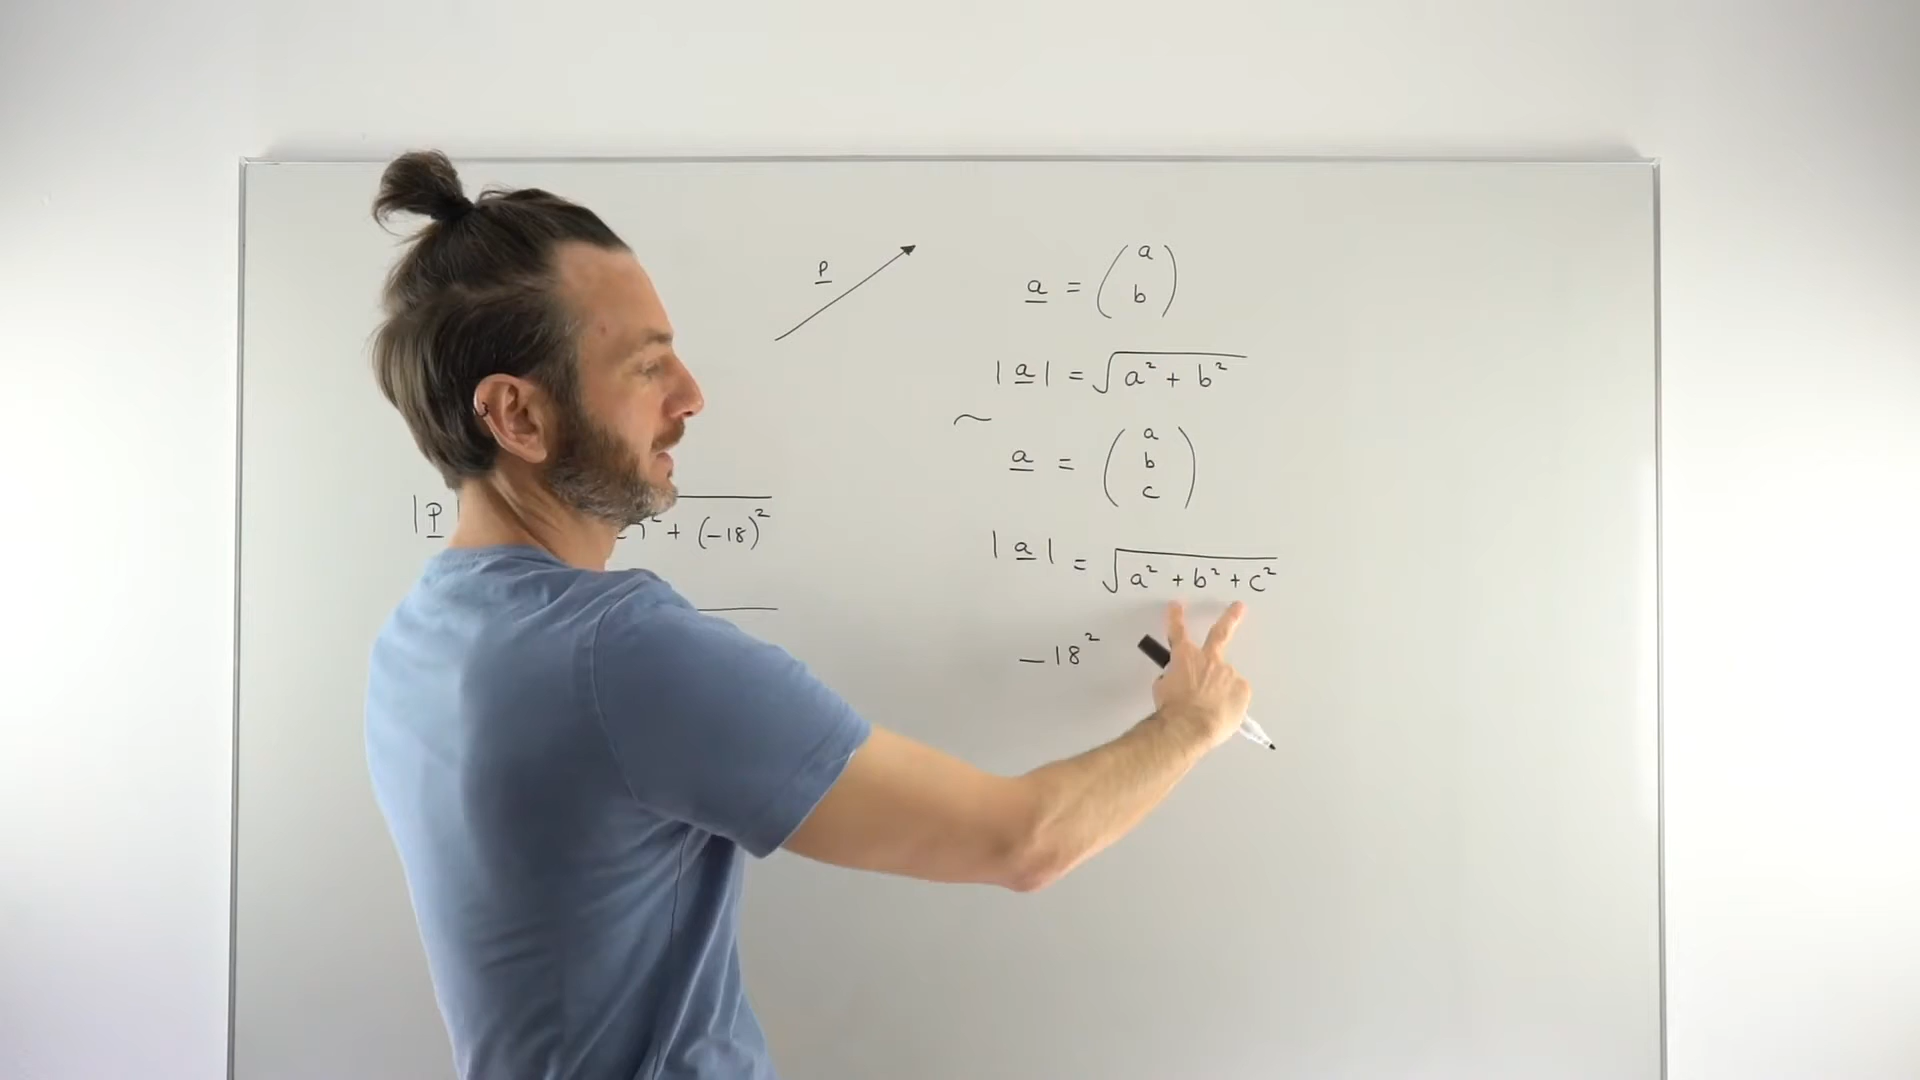 p
a = (a
b)
|a| = √a² + b²
~
a = (a
b
c)
|a| = √a² + b² + c²
|p|
² + (-18)²
-18²